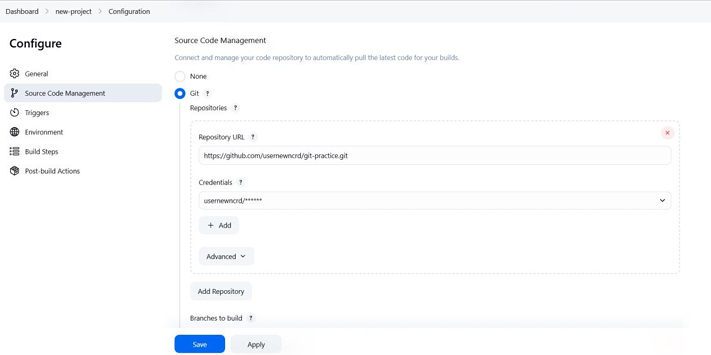 Dashboard > new-project > Configuration
Configure
General
Source Code Management
Triggers
Environment
Build Steps
Post-build Actions
Source Code Management
Connect and manage your code repository to automatically pull the latest code for your builds.
None
Git ?
Repositories ?
Repository URL ?
https://github.com/usernewncrd/git-practice.git
Credentials ?
usernewncrd/******
+ Add
Advanced
Add Repository
Branches to build ?
Save
Apply